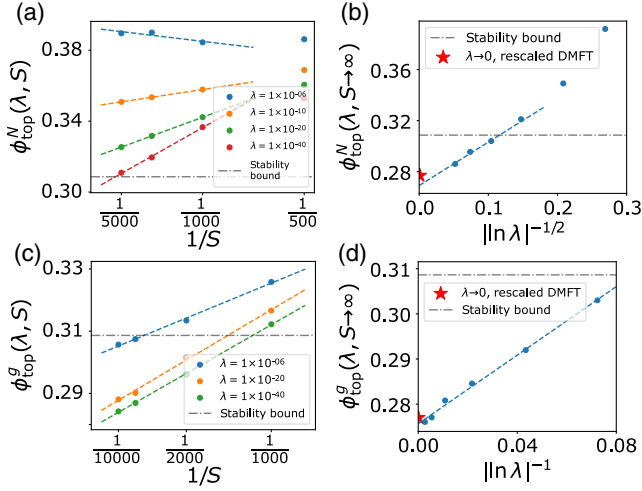 (a)
ϕ^N_top(λ, S)
0.38
0.34
0.30
λ = 1×10^-06
λ = 1×10^-10
λ = 1×10^-20
λ = 1×10^-40
Stability
bound
1/5000
1/1000
1/500
1/S
(b)
ϕ^N_top(λ, S→∞)
0.36
0.32
0.28
Stability bound
λ→0, rescaled DMFT
0.0
0.1
0.2
0.3
|ln λ|^-1/2
(c)
ϕ^g_top(λ, S)
0.33
0.31
0.29
λ = 1×10^-06
λ = 1×10^-20
λ = 1×10^-40
Stability bound
1/10000
1/2000
1/1000
1/S
(d)
ϕ^g_top(λ, S→∞)
0.31
0.30
0.29
0.28
λ→0, rescaled DMFT
Stability bound
0.00
0.04
0.08
|ln λ|^-1